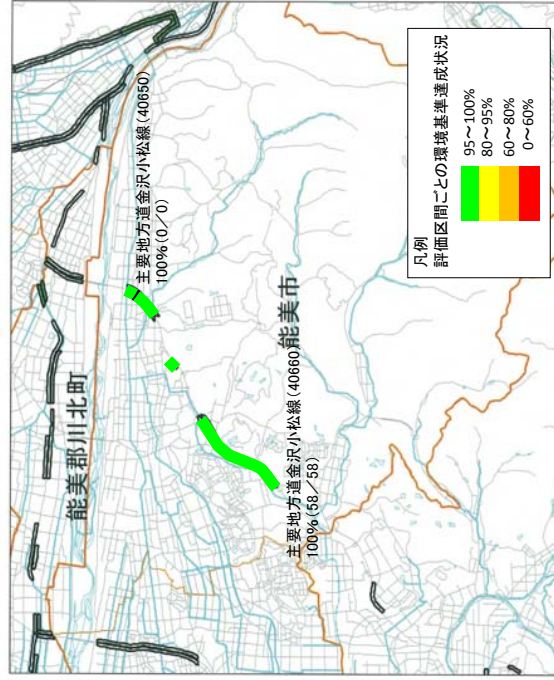 能美郡川北町
主要地方道金沢小松線(40650)
100%(0/0)
能美市
主要地方道金沢小松線(40660)
100%(58/58)
凡例
評価区間ごとの環境基準達成状況
95～100%
80～95%
60～80%
0～60%